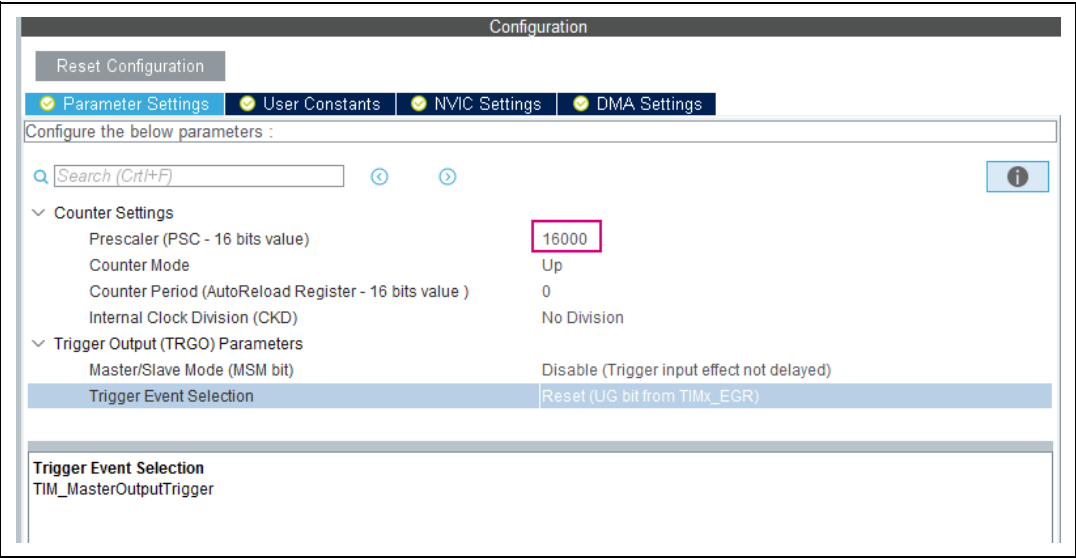 Configuration
Reset Configuration
Parameter Settings User Constants NVIC Settings DMA Settings
Configure the below parameters :
Search (CrtI+F)
Counter Settings
Prescaler (PSC - 16 bits value) 16000
Counter Mode Up
Counter Period (AutoReload Register - 16 bits value ) 0
Internal Clock Division (CKD) No Division
Trigger Output (TRGO) Parameters
Master/Slave Mode (MSM bit) Disable (Trigger input effect not delayed)
Trigger Event Selection Reset (UG bit from TIMx_EGR)
Trigger Event Selection
TIM_MasterOutputTrigger